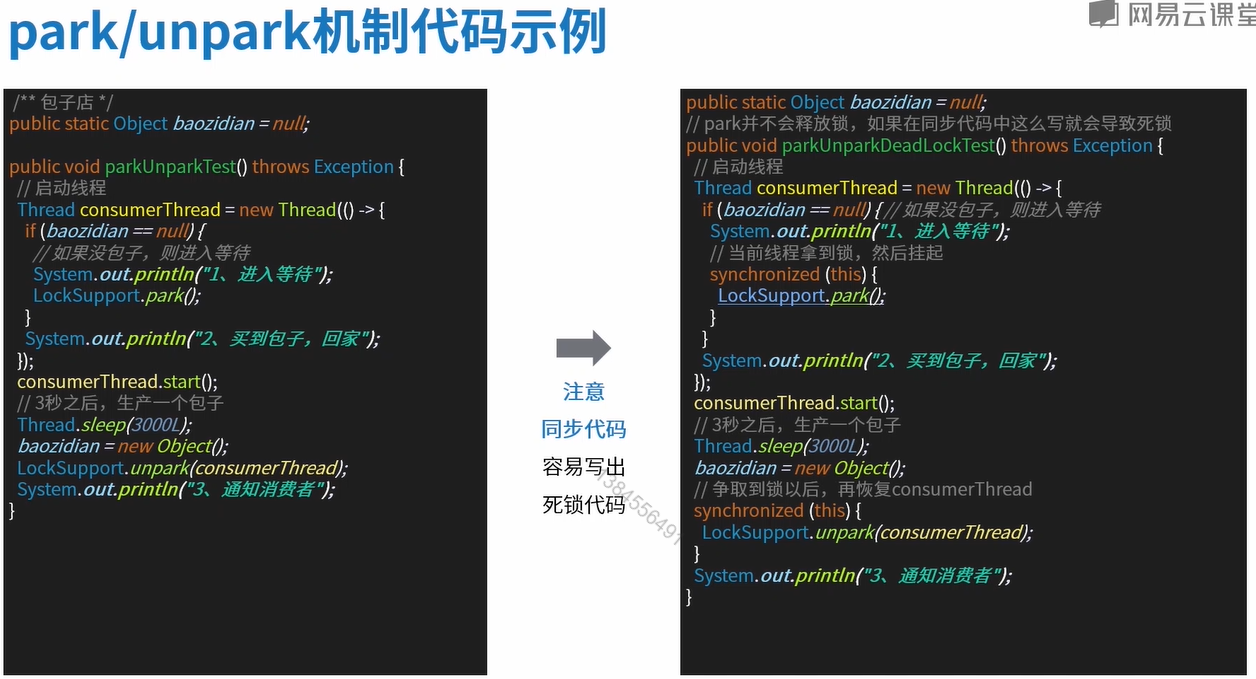 park/unpark机制代码示例
网易云课堂
/** 包子店 */
public static Object baozidian = null;
public void parkUnparkTest() throws Exception {
// 启动线程
Thread consumerThread = new Thread(() -> {
if (baozidian == null) {
// 如果没包子，则进入等待
System.out.println("1、进入等待");
LockSupport.park();
}
System.out.println("2、买到包子，回家");
});
consumerThread.start();
// 3秒之后，生产一个包子
Thread.sleep(3000L);
baozidian = new Object();
LockSupport.unpark(consumerThread);
System.out.println("3、通知消费者");
}
注意
同步代码
容易写出
死锁代码
1384556491
public static Object baozidian = null;
// park并不会释放锁，如果在同步代码中这么写就会导致死锁
public void parkUnparkDeadLockTest() throws Exception {
// 启动线程
Thread consumerThread = new Thread(() -> {
if (baozidian == null) { // 如果没包子，则进入等待
System.out.println("1、进入等待");
// 当前线程拿到锁，然后挂起
synchronized (this) {
LockSupport.park();
}
}
System.out.println("2、买到包子，回家");
});
consumerThread.start();
// 3秒之后，生产一个包子
Thread.sleep(3000L);
baozidian = new Object();
// 争取到锁以后，再恢复consumerThread
synchronized (this) {
LockSupport.unpark(consumerThread);
}
System.out.println("3、通知消费者");
}